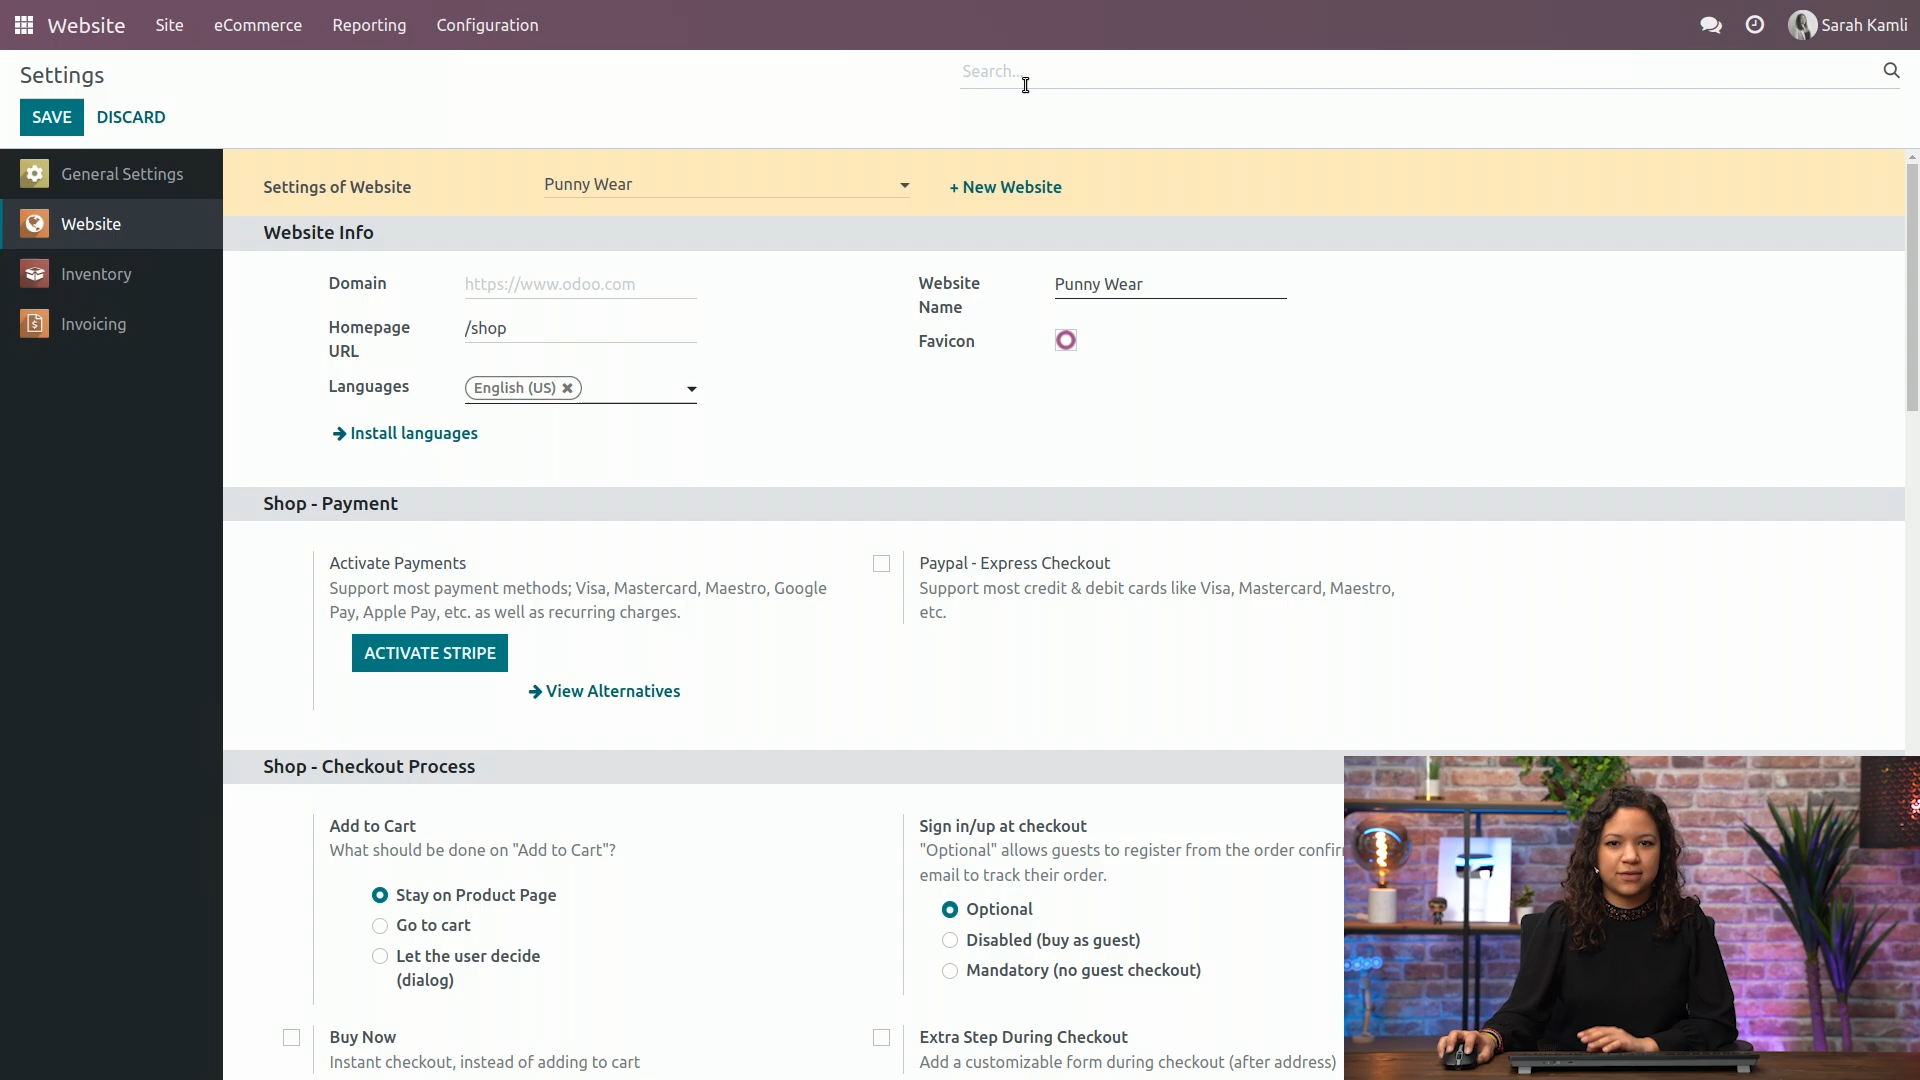 Website
Site
eCommerce
Reporting
Configuration
Sarah Kamli
Settings
Search...
SAVE
DISCARD
General Settings
Website
Inventory
Invoicing
Settings of Website
Punny Wear
+ New Website
Website Info
Domain
https://www.odoo.com
Homepage
URL
/shop
Languages
English (US)
Install languages
Website
Name
Punny Wear
Favicon
Shop - Payment
Activate Payments
Support most payment methods; Visa, Mastercard, Maestro, Google
Pay, Apple Pay, etc. as well as recurring charges.
ACTIVATE STRIPE
View Alternatives
Paypal - Express Checkout
Support most credit & debit cards like Visa, Mastercard, Maestro,
etc.
Shop - Checkout Process
Add to Cart
What should be done on "Add to Cart"?
Stay on Product Page
Go to cart
Let the user decide
(dialog)
Sign in/up at checkout
"Optional" allows guests to register from the order
email to track their order.
Optional
Disabled (buy as guest)
Mandatory (no guest checkout)
Buy Now
Instant checkout, instead of adding to cart
Extra Step During Checkout
Add a customizable form during checkout (after address)